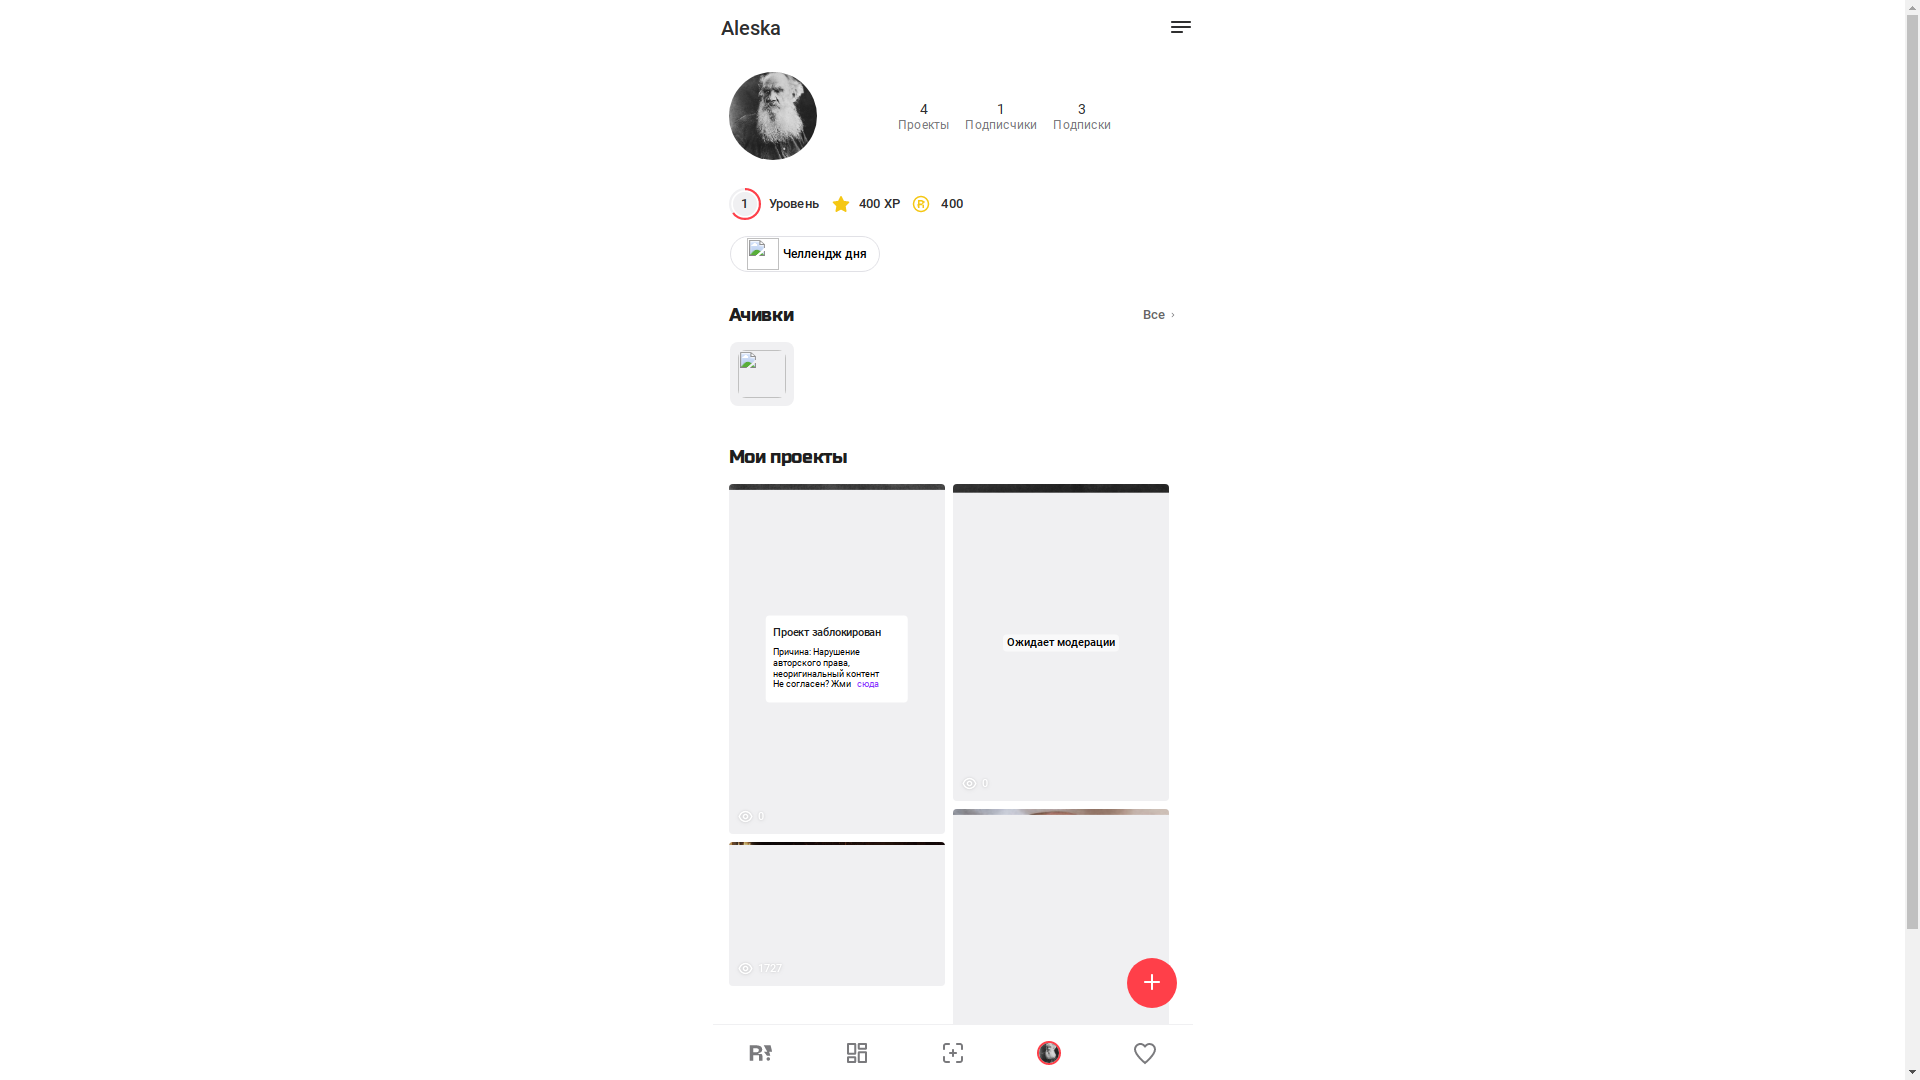 Aleska
4 1 3
Проекты Подписчики Подписки
1 Уровень 400 XP R 400
Челлендж дня
Ачивки Все
Мои проекты
Проект заблокирован
Причина: Нарушение
авторского права,
неоригинальный контент
Не согласен? Жми сюда
Ожидает модерации
0
0
1727
R!